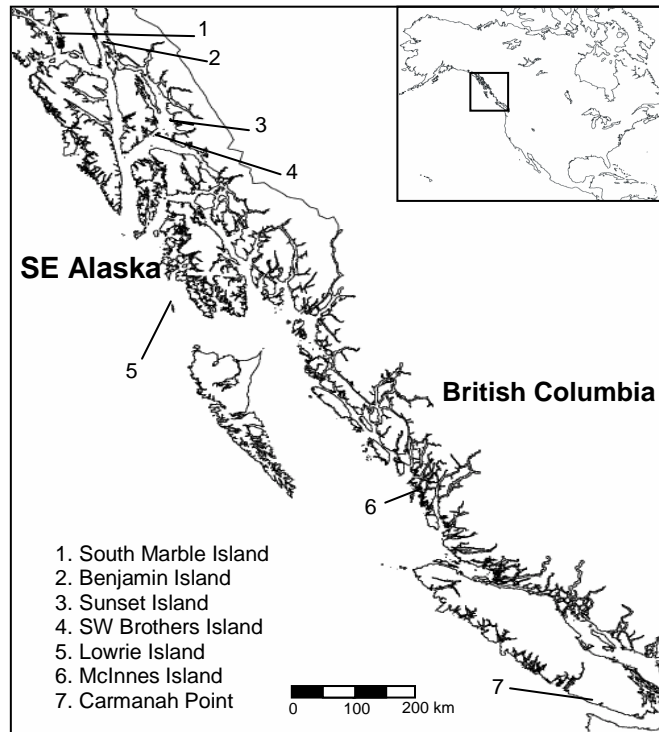 1
2
3
4
SE Alaska
5
British Columbia
6
1. South Marble Island
2. Benjamin Island
3. Sunset Island
4. SW Brothers Island
5. Lowrie Island
6. McInnes Island
7. Carmanah Point
7
0 100 200 km